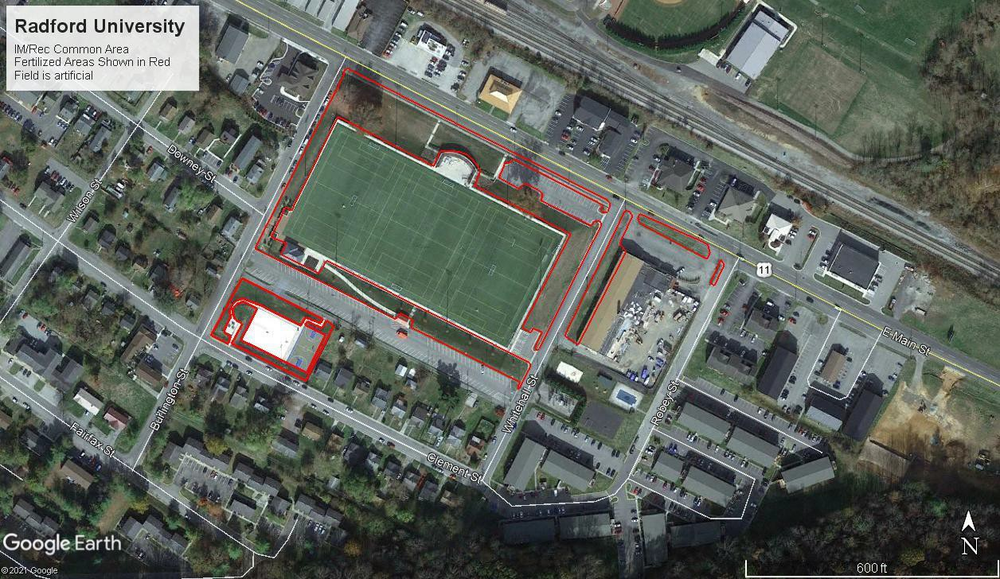 Radford University
IM/Rec Common Area
Fertilized Areas Shown in Red
Field is artificial
Downey St
Wilson St
11
E Main St
Burlington St
Whitehall St
Robey St
Fairfax St
Clement St
Google Earth
©2021 Google
N
600 ft